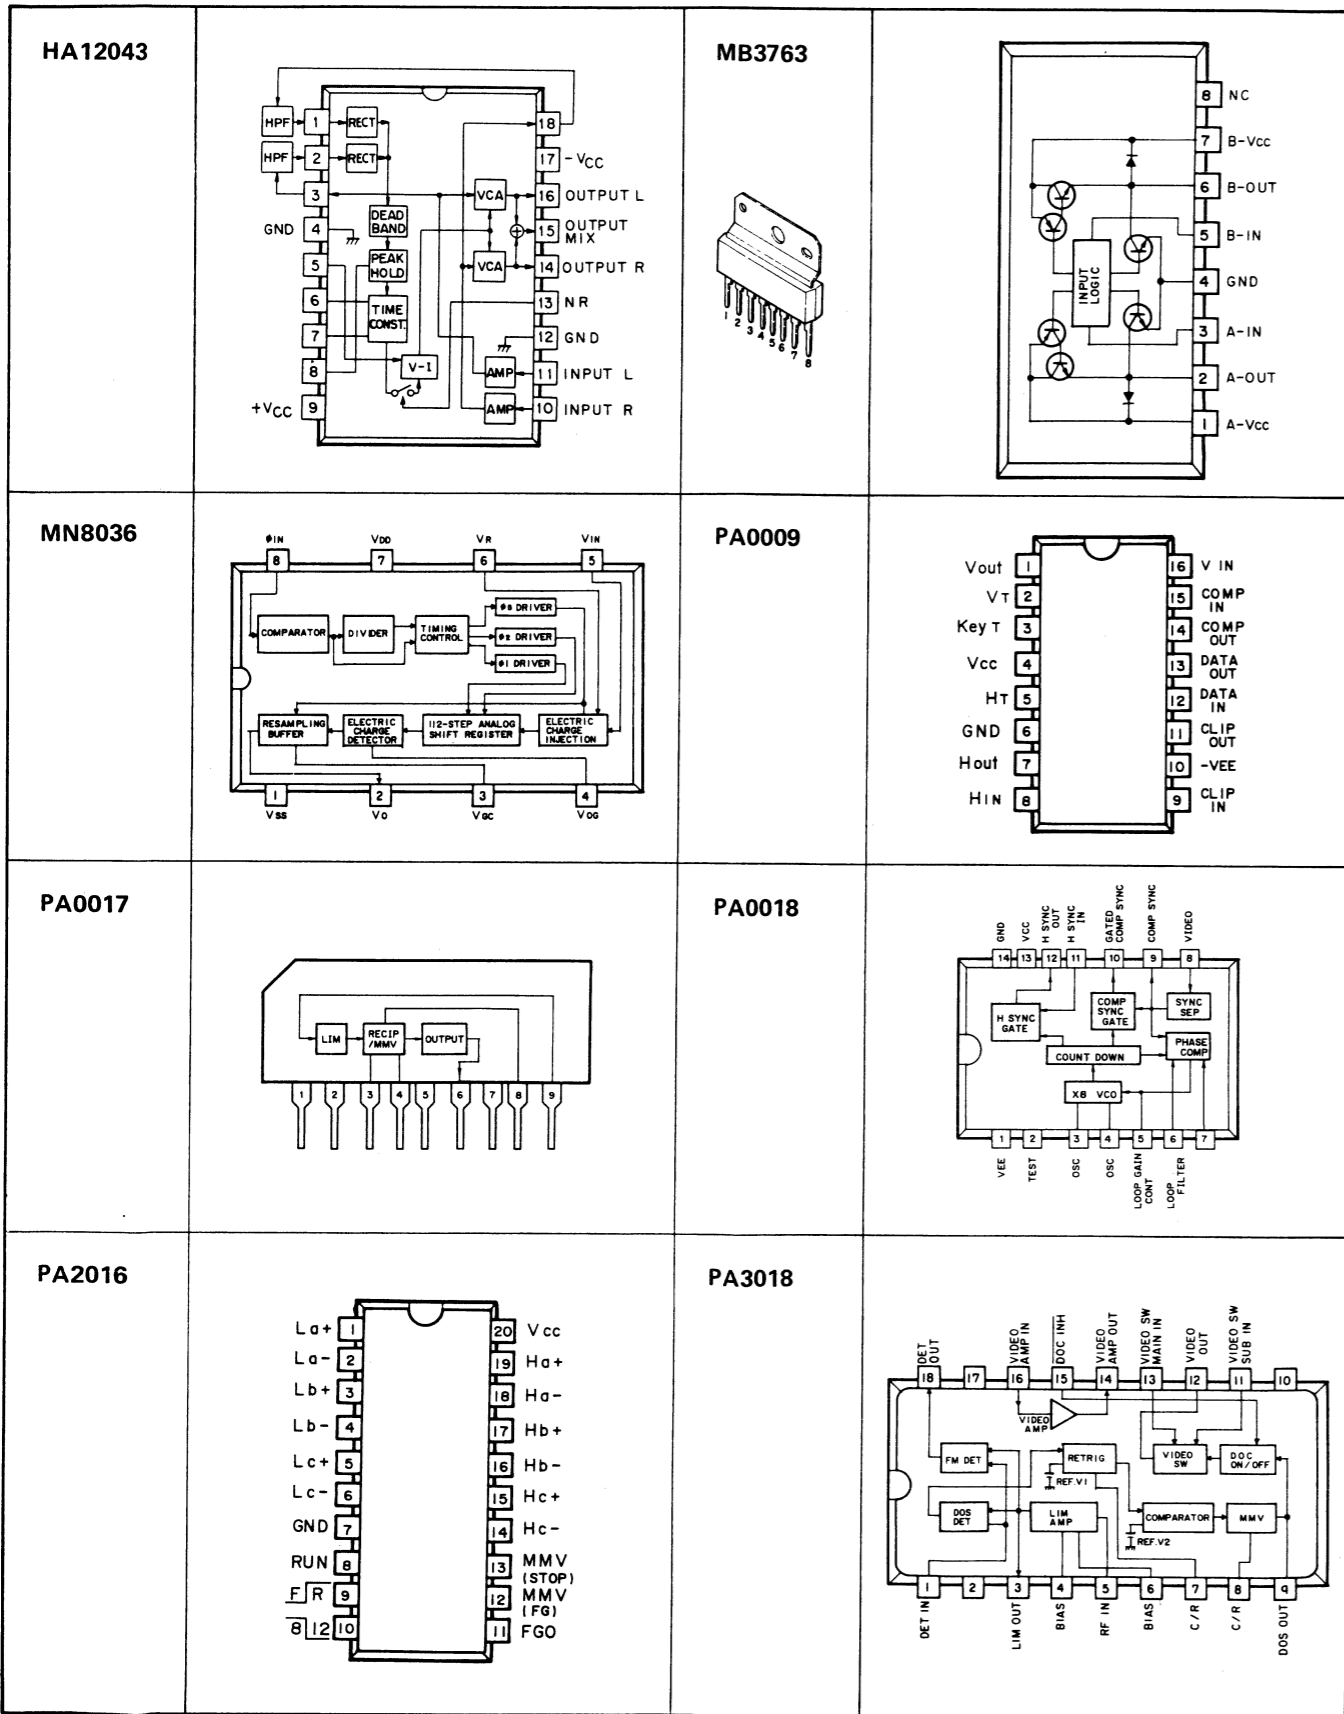 HA12043
HPF
1
RECT
18
HPF
2
RECT
17
-VCC
3
VCA
16
OUTPUT L
GND
4
DEAD
BAND
15
OUTPUT
MIX
5
PEAK
HOLD
VCA
14
OUTPUT R
6
TIME
CONST.
13
NR
7
12
GND
8
V-I
AMP
11
INPUT L
+VCC
9
AMP
10
INPUT R
MB3763
1
2
3
4
5
6
7
8
8
NC
7
B-Vcc
6
B-OUT
5
B-IN
INPUT
LOGIC
4
GND
3
A-IN
2
A-OUT
1
A-Vcc
MN8036
øIN
VDD
VR
VIN
8
7
6
5
COMPARATOR
DIVIDER
TIMING
CONTROL
øS DRIVER
ø2 DRIVER
ø1 DRIVER
RESAMPLING
BUFFER
ELECTRIC
CHARGE
DETECTOR
112-STEP ANALOG
SHIFT REGISTER
ELECTRIC
CHARGE
INJECTION
1
2
3
4
VSS
VO
VGC
VOG
PA0009
Vout
1
16
V IN
VT
2
15
COMP
IN
Key T
3
14
COMP
OUT
Vcc
4
13
DATA
OUT
HT
5
12
DATA
IN
GND
6
11
CLIP
OUT
Hout
7
10
-VEE
HIN
8
9
CLIP
IN
PA0017
LIM
RECIP
/MMV
OUTPUT
1
2
3
4
5
6
7
8
9
PA0018
GND
VCC
H SYNC
OUT
H SYNC
IN
GATED
COMP SYNC
COMP SYNC
VIDEO
14
13
12
11
10
9
8
H SYNC
GATE
COMP
SYNC
GATE
SYNC
SEP
COUNT DOWN
PHASE
COMP
X8 VCO
1
2
3
4
5
6
7
VEE
TEST
OSC
OSC
LOOP GAIN
CONT
LOOP
FILTER
PA2016
La+
1
20
Vcc
La-
2
19
Ha+
Lb+
3
18
Ha-
Lb-
4
17
Hb+
Lc+
5
16
Hb-
Lc-
6
15
Hc+
GND
7
14
Hc-
RUN
8
13
MMV
(STOP)
F R
9
12
MMV
(FG)
8 12
10
11
FGO
PA3018
DET
OUT
VIDEO
AMP IN
DOC INH
VIDEO
AMP OUT
VIDEO SW
MAIN IN
VIDEO
OUT
VIDEO SW
SUB IN
18
17
16
15
14
13
12
11
10
VIDEO
AMP
FM DET
RETRIG
REF.V1
VIDEO
SW
DOC
ON/OFF
DOS
DET
LIM
AMP
COMPARATOR
MMV
REF.V2
1
2
3
4
5
6
7
8
9
DET IN
LIM OUT
BIAS
RF IN
BIAS
C/R
C/R
DOS OUT